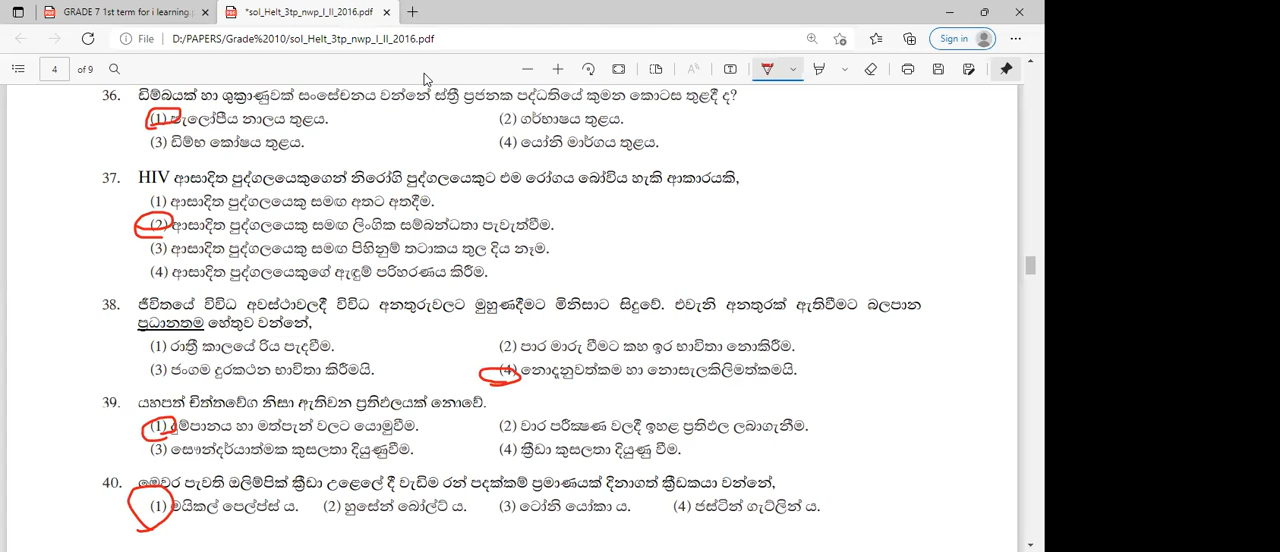 GRADE 7 1st term for i learning.
*sol_Helt_3tp_nwp_I_II_2016.pdf
File D:/PAPERS/Grade%2010/sol_Helt_3tp_nwp_I_II_2016.pdf Sign in
4 of 9
36. ඩිම්බයක් හා ශුක්‍රාණුවක් සංසේචනය වන්නේ ස්ත්‍රී ප්‍රජනක පද්ධතියේ කුමන කොටස තුළදී ද?
(1) පැලෝපීය නාලය තුළය. (2) ගර්භාෂය තුළය.
(3) ඩිම්භ කෝෂය තුළය. (4) යෝනි මාර්ගය තුළය.
37. HIV ආසාදිත පුද්ගලයෙකුගෙන් නිරෝගි පුද්ගලයෙකුට එම රෝගය බෝවිය හැකි ආකාරයකි,
(1) ආසාදිත පුද්ගලයෙකු සමඟ අතට අතදීම.
(2) ආසාදිත පුද්ගලයෙකු සමඟ ලිංගික සම්බන්ධතා පැවැත්වීම.
(3) ආසාදිත පුද්ගලයෙකු සමඟ පිහිනුම් තටාකය තුල දිය නෑම.
(4) ආසාදිත පුද්ගලයෙකුගේ ඇඳුම් පරිහරණය කිරීම.
38. ජීවිතයේ විවිධ අවස්ථාවලදී විවිධ අනතුරුවලට මුහුණදීමට මිනිසාට සිදුවේ. එවැනි අනතුරක් ඇතිවීමට බලපාන
ප්‍රධානතම හේතුව වන්නේ,
(1) රාත්‍රී කාලයේ රිය පැදවීම. (2) පාර මාරු වීමට කහ ඉර භාවිතා නොකිරීම.
(3) ජංගම දුරකථන භාවිතා කිරීමයි. (4) නොදැනුවත්කම හා නොසැලකිලිමත්කමයි.
39. යහපත් චිත්තවේග නිසා ඇතිවන ප්‍රතිඵලයක් නොවේ.
(1) දුම්පානය හා මත්පැන් වලට යොමුවීම. (2) වාර පරීක්‍ෂණ වලදී ඉහළ ප්‍රතිඵල ලබාගැනීම.
(3) සෞන්දර්යාත්මක කුසලතා දියුණුවීම. (4) ක්‍රීඩා කුසලතා දියුණු වීම.
40. මෙවර පැවති ඔලිම්පික් ක්‍රීඩා උළෙලේ දී වැඩිම රන් පදක්කම් ප්‍රමාණයක් දිනාගත් ක්‍රීඩකයා වන්නේ,
(1) මයිකල් පෙල්ප්ස් ය. (2) හුසේන් බෝල්ට් ය. (3) ටෝනි යෝකා ය. (4) ජස්ටින් ගැට්ලින් ය.